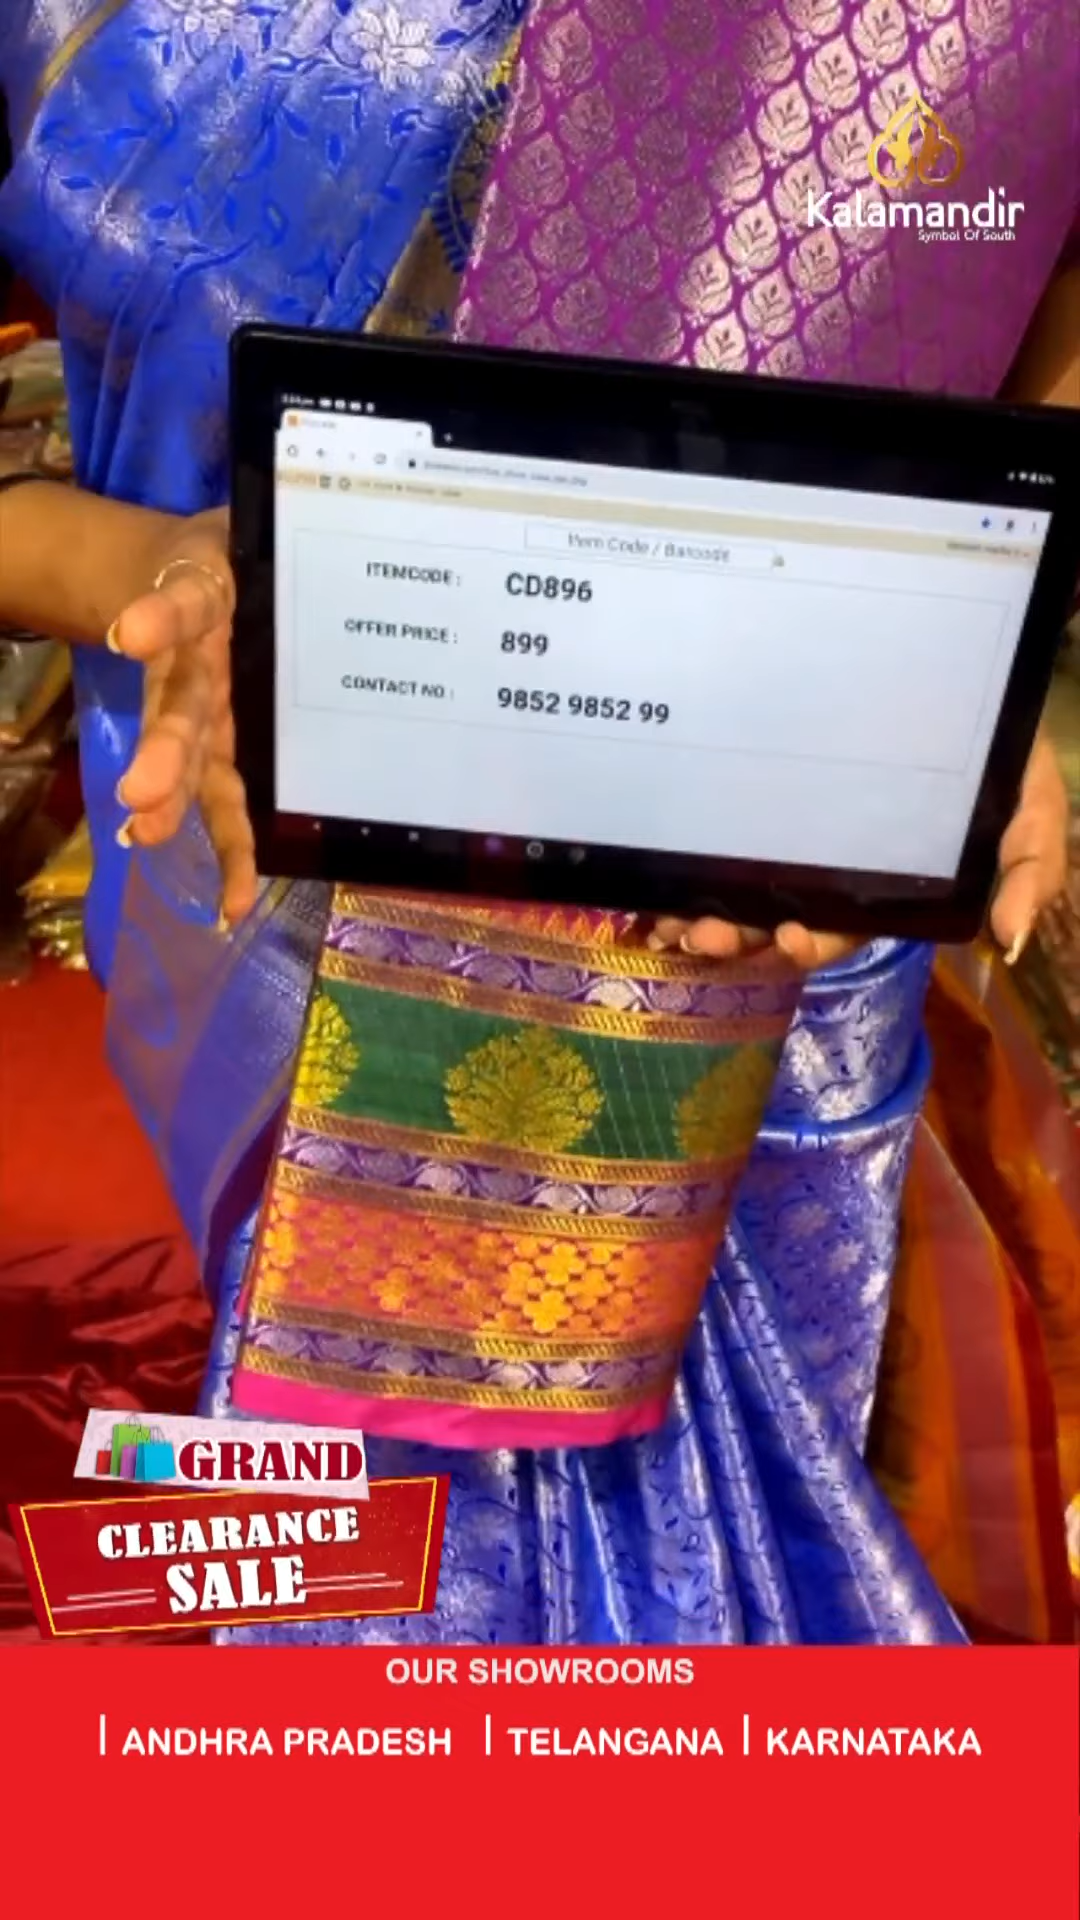 Kalamandir
Symbol Of South
Item Code / Barcode
ITEMCODE : CD896
OFFER PRICE : 899
CONTACT NO : 9852 9852 99
GRAND
CLEARANCE
SALE
OUR SHOWROOMS
| ANDHRA PRADESH | TELANGANA | KARNATAKA